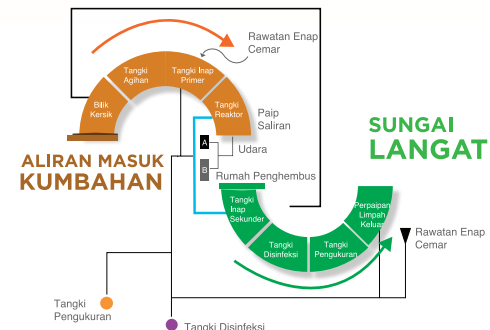 Rawatan Enap
Cemar
Tangki
Agihan
Tangki Inap
Primer
Bilik
Kersik
Tangki
Reaktor
Paip
Saliran
A
Udara
B
Rumah Penghembus
ALIRAN MASUK
KUMBAHAN
SUNGAI
LANGAT
Tangki
Inap
Sekunder
Tangki
Disinfeksi
Tangki
Pengukuran
Perpaipan
Limpah
Keluar
Rawatan Enap
Cemar
Tangki
Pengukuran
Tangki Disinfeksi